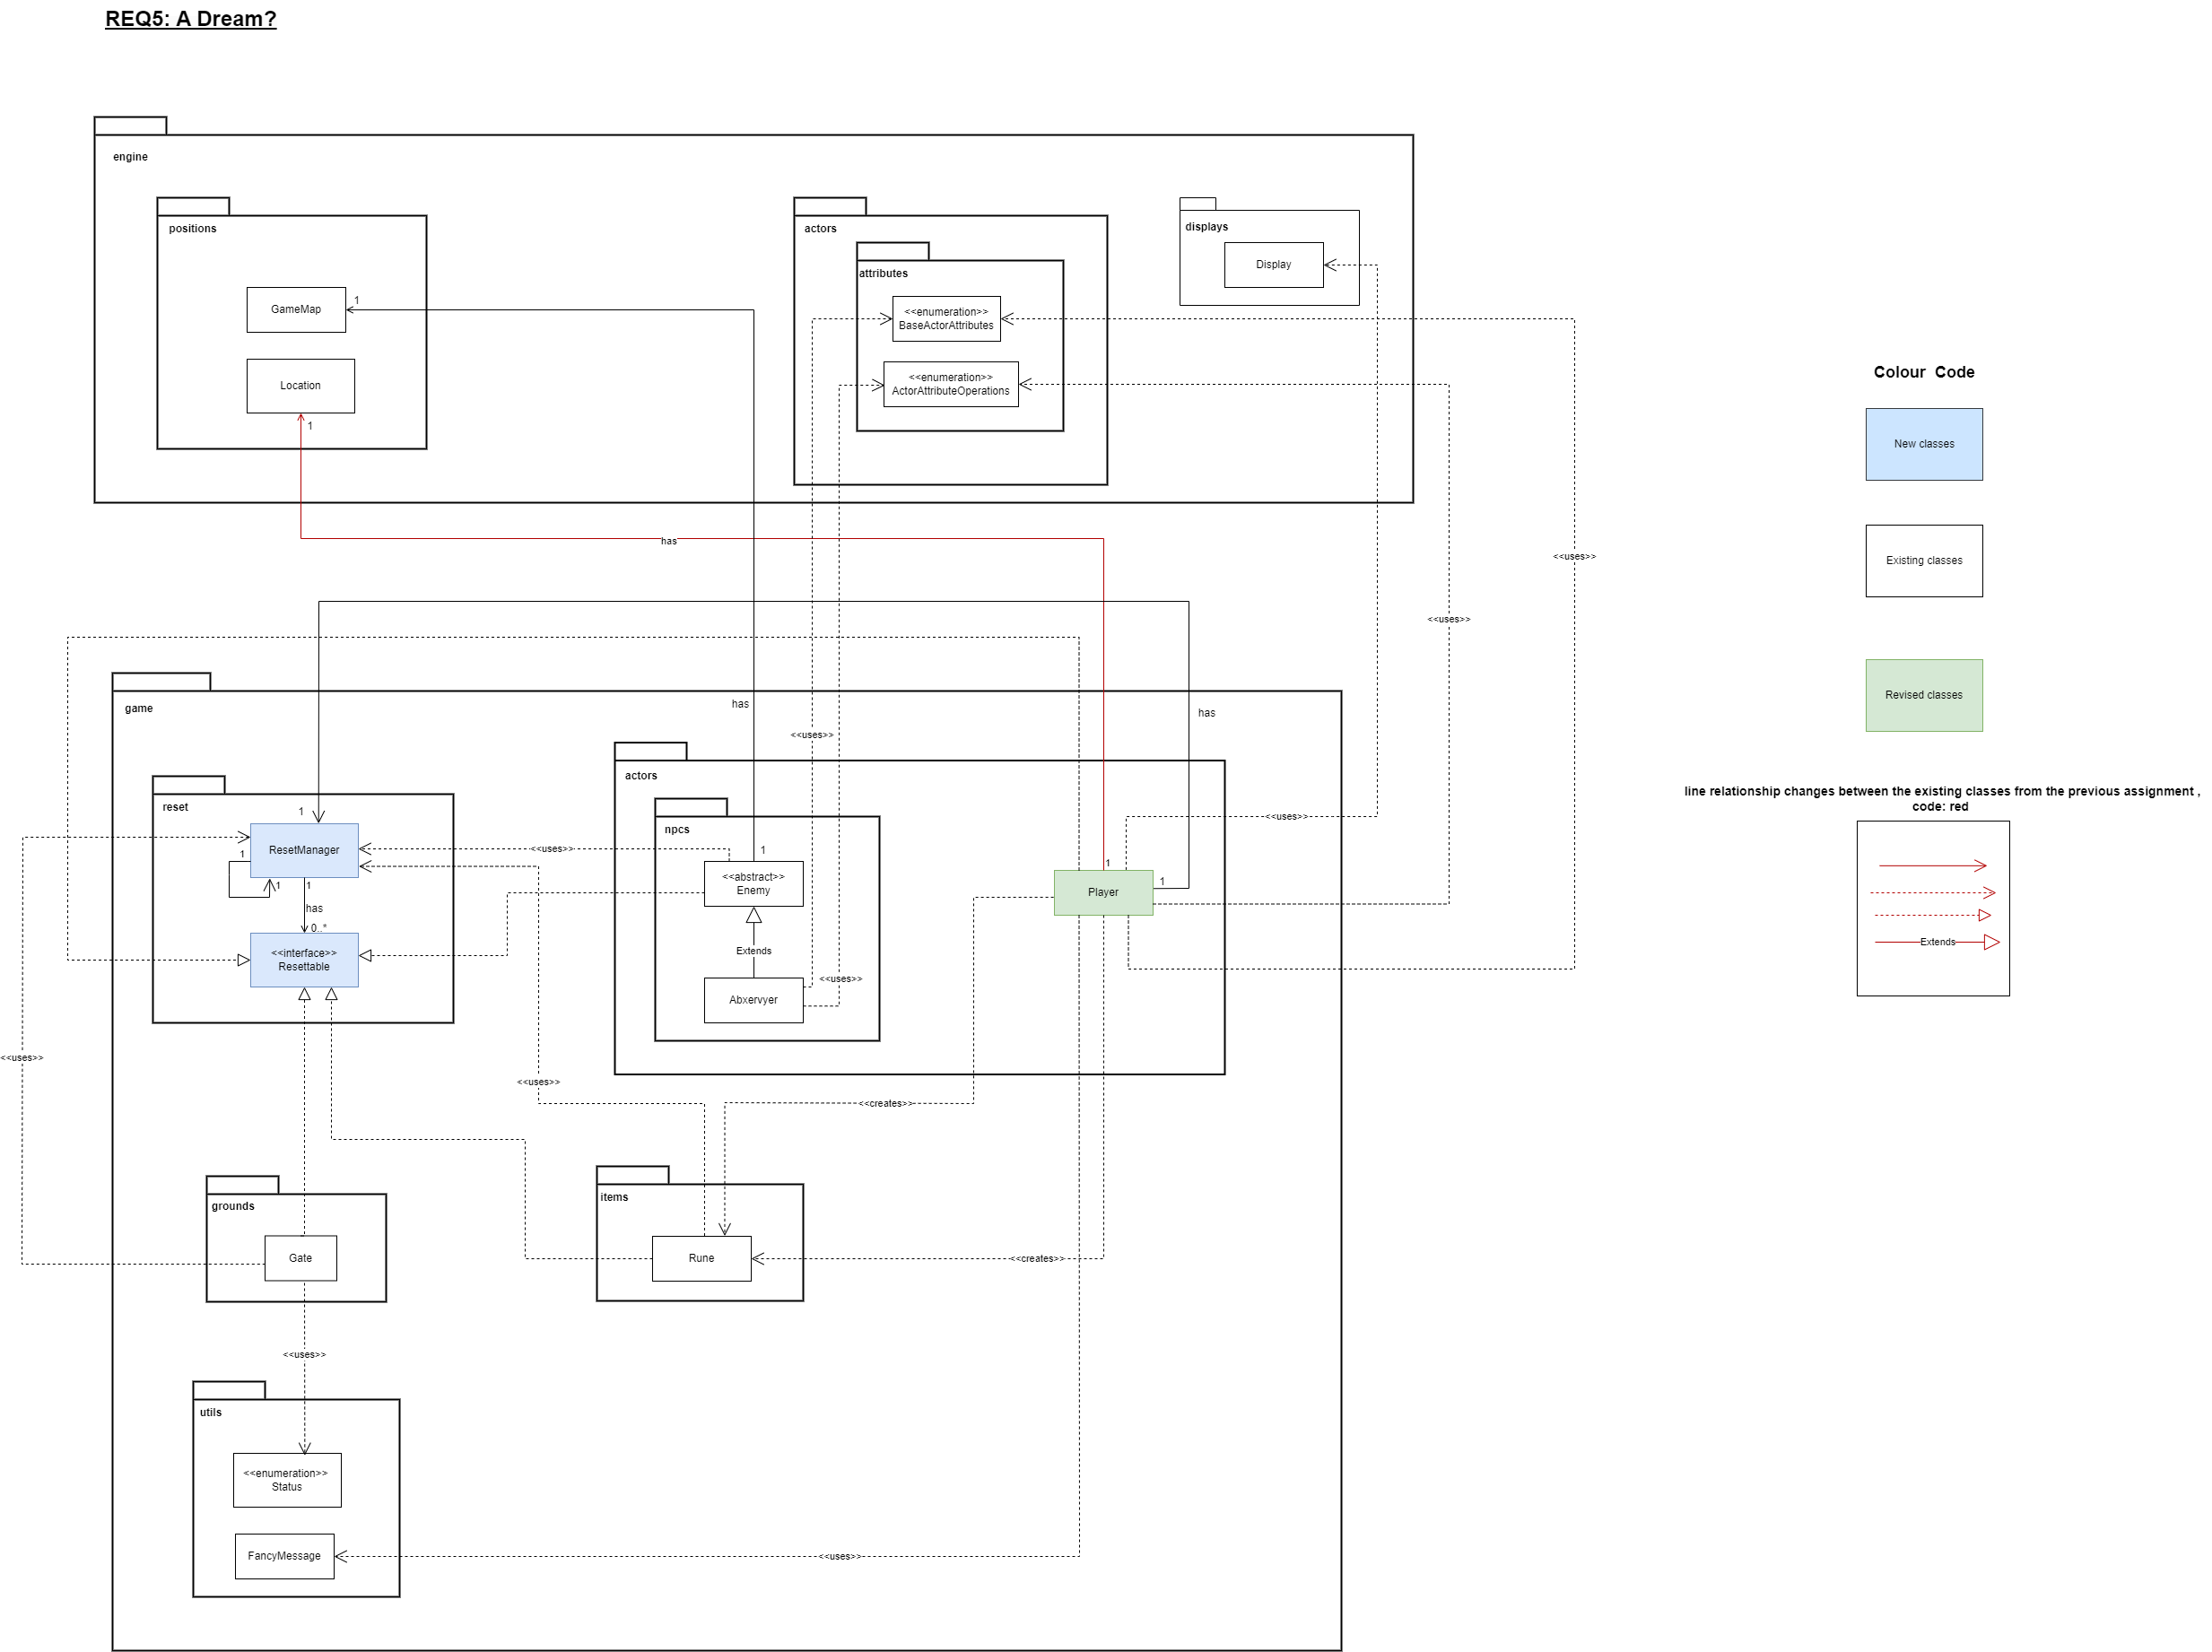 REQ5: A Dream?
engine
positions
actors
displays
attributes
Display
GameMap
1
<<enumeration>>
BaseActorAttributes
Location
<<enumeration>>
ActorAttributeOperations
1
has
<<uses>>
<<uses>>
Colour  Code
New classes
Existing classes
Revised classes
line relationship changes between the existing classes from the previous assignment ,
code: red
Extends
game
has
has
<<uses>>
actors
reset
npcs
1
<<uses>>
ResetManager
1
1
1
has
0..*
<<uses>>
1
<<abstract>>
Enemy
1
1
Player
<<interface>>
Resettable
Extends
<<uses>>
Abxervyer
<<uses>>
<<uses>>
<<creates>>
grounds
items
Gate
Rune
<<creates>>
<<uses>>
utils
<<enumeration>>
Status
FancyMessage
<<uses>>